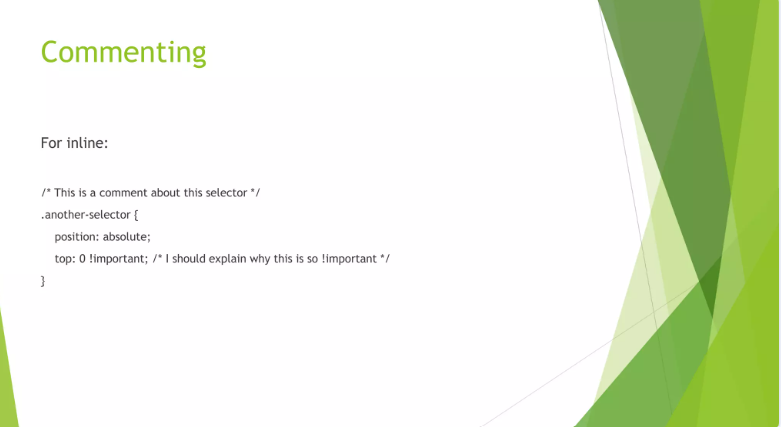 Commenting
For inline:
/* This is a comment about this selector */
.another-selector {
position: absolute;
top: 0 !important; /* I should explain why this is so !important */
}